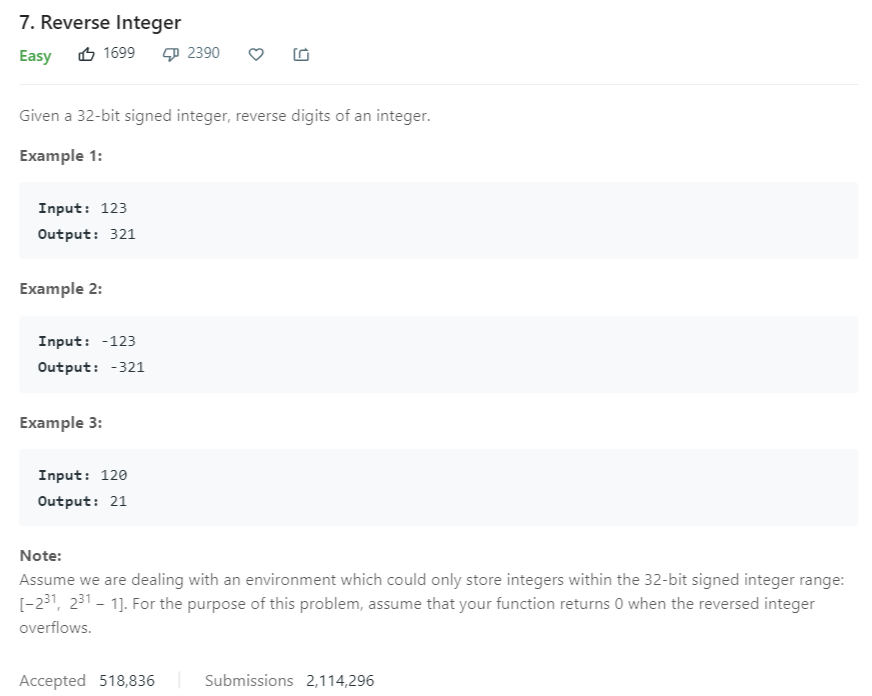 7. Reverse Integer
Easy 1699 2390
Given a 32-bit signed integer, reverse digits of an integer.
Example 1:
Input: 123
Output: 321
Example 2:
Input: -123
Output: -321
Example 3:
Input: 120
Output: 21
Note:
Assume we are dealing with an environment which could only store integers within the 32-bit signed integer range:
[−2³¹, 2³¹ − 1]. For the purpose of this problem, assume that your function returns 0 when the reversed integer
overflows.
Accepted 518,836 Submissions 2,114,296